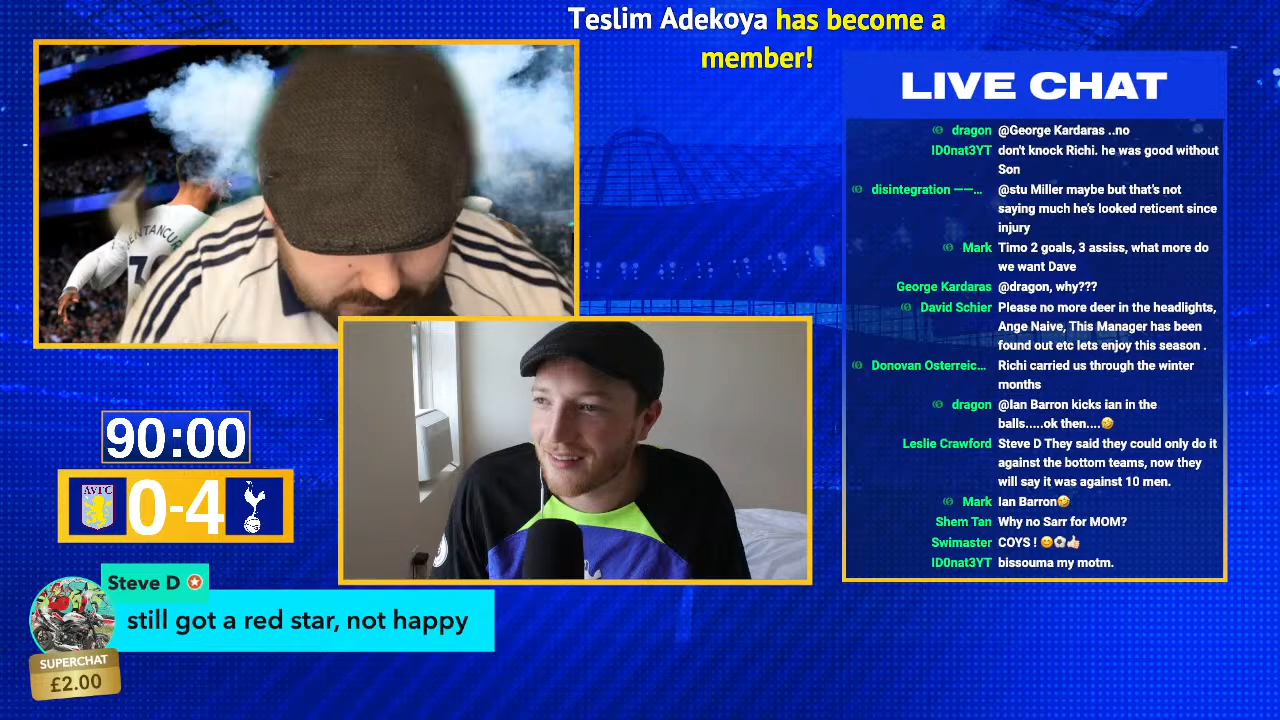 Teslim Adekoya has become a
member!
LIVE CHAT
dragon @George Kardaras ..no
ID0nat3YT don't knock Richi. he was good without
Son
disintegration ——… @stu Miller maybe but that's not
saying much he's looked reticent since
injury
Mark Timo 2 goals, 3 assiss, what more do
we want Dave
George Kardaras @dragon, why???
David Schier Please no more deer in the headlights,
Ange Naive, This Manager has been
found out etc lets enjoy this season .
Donovan Osterreic… Richi carried us through the winter
months
dragon @Ian Barron kicks ian in the
balls.....ok then....🤣
Leslie Crawford Steve D They said they could only do it
against the bottom teams, now they
will say it was against 10 men.
Mark Ian Barron🤣
Shem Tan Why no Sarr for MOM?
Swimaster COYS ! 😊⚽👍🏻
ID0nat3YT bissouma my motm.
ENTANCUR
3
90:00
AVFC
0-4
Steve D
still got a red star, not happy
SUPERCHAT
£2.00